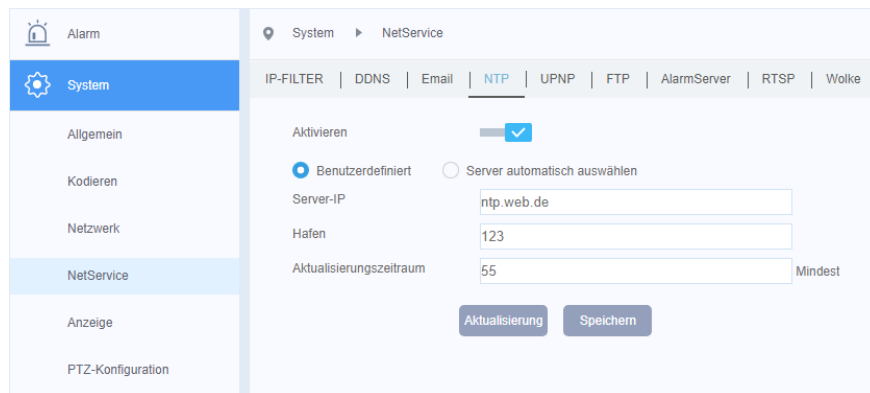 Alarm
System
Allgemein
Kodieren
Netzwerk
NetService
Anzeige
PTZ-Konfiguration
System NetService
IP-FILTER | DDNS | Email | NTP | UPNP | FTP | AlarmServer | RTSP | Wolke
Aktivieren
Benutzerdefiniert Server automatisch auswählen
Server-IP ntp.web.de
Hafen 123
Aktualisierungszeitraum 55 Mindest
Aktualisierung Speichern